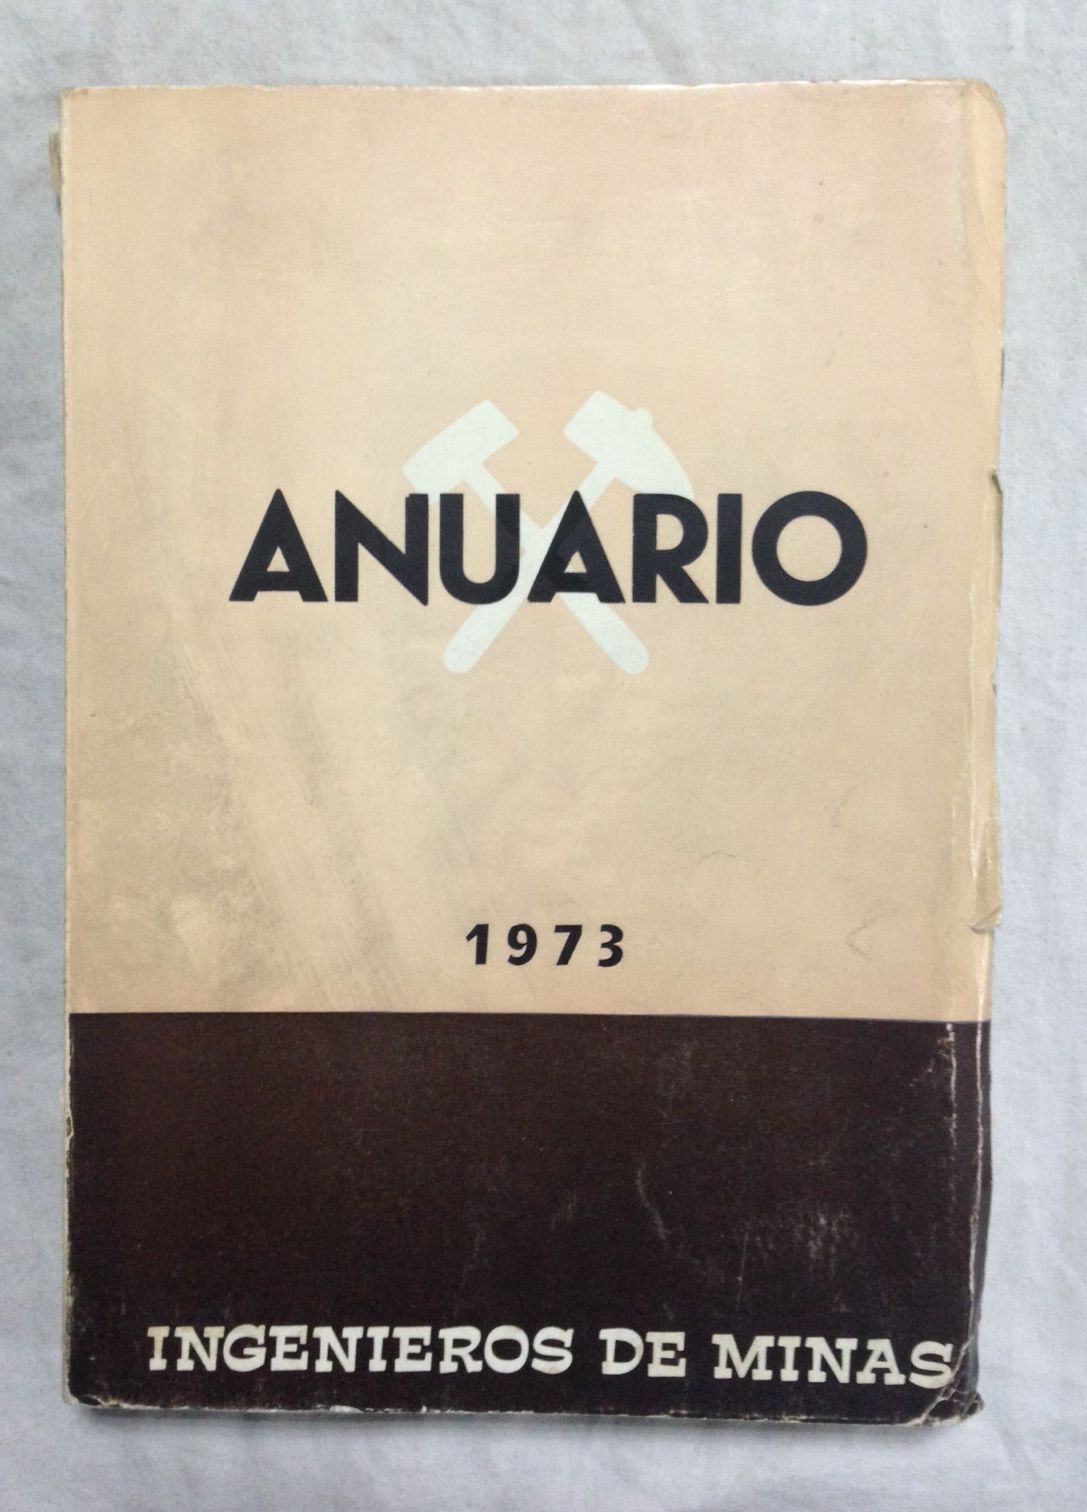 ANUARIO
1973
INGENIEROS DE MINAS